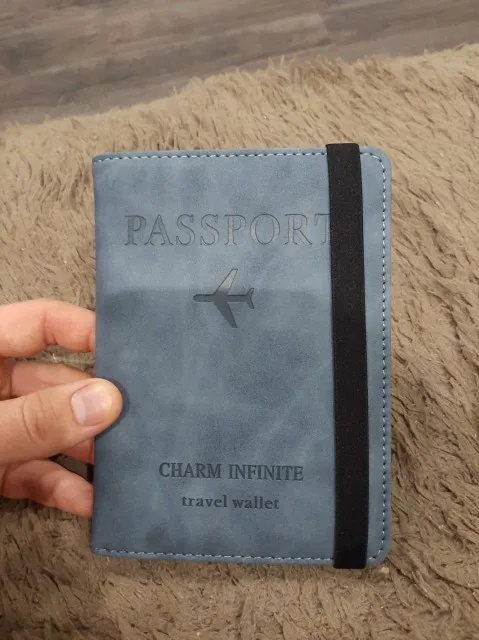 PASSPORT
CHARM INFINITE
travel wallet